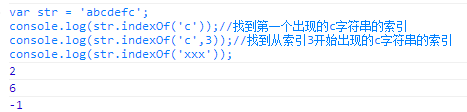 var str = 'abcdefc';
console.log(str.indexOf('c'));//找到第一个出现的c字符串的索引
console.log(str.indexOf('c',3));//找到从索引3开始出现的c字符串的索引
console.log(str.indexOf('xxx'));
2
6
-1